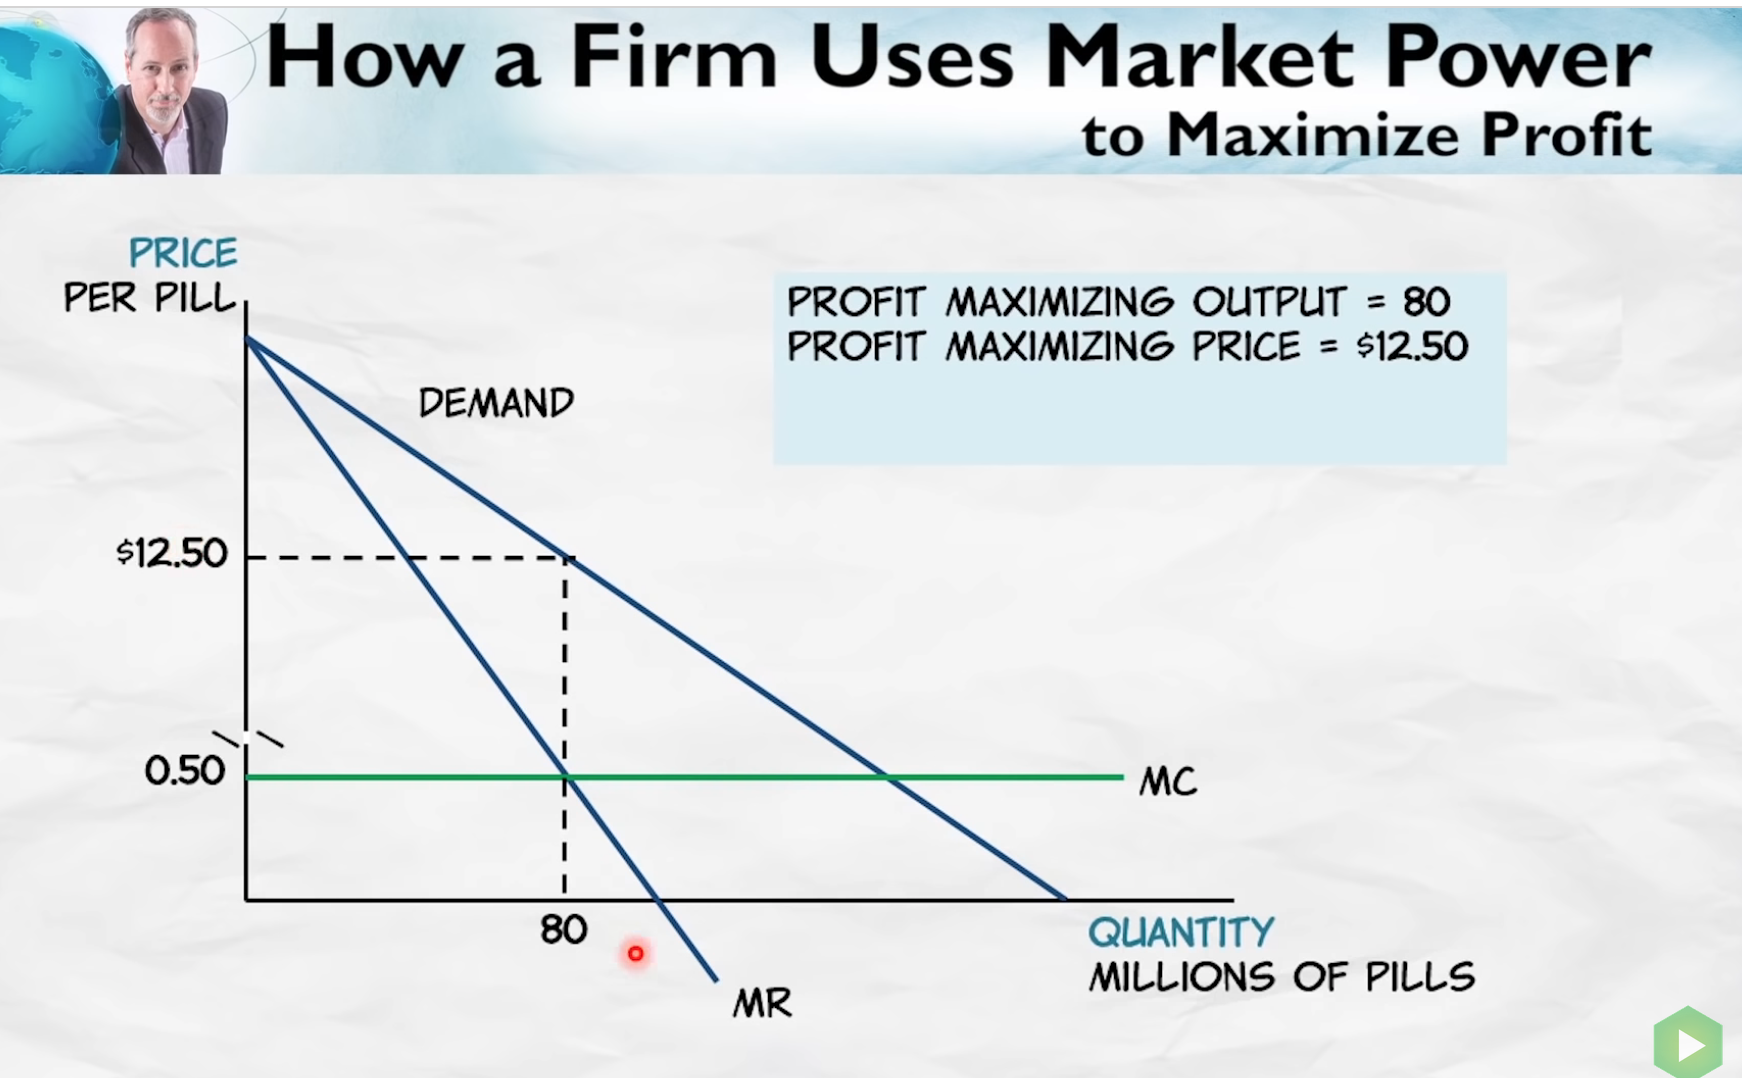 How a Firm Uses Market Power
to Maximize Profit
PRICE
PER PILL
PROFIT MAXIMIZING OUTPUT = 80
PROFIT MAXIMIZING PRICE = $12.50
DEMAND
$12.50
0.50
MC
80
QUANTITY
MILLIONS OF PILLS
MR